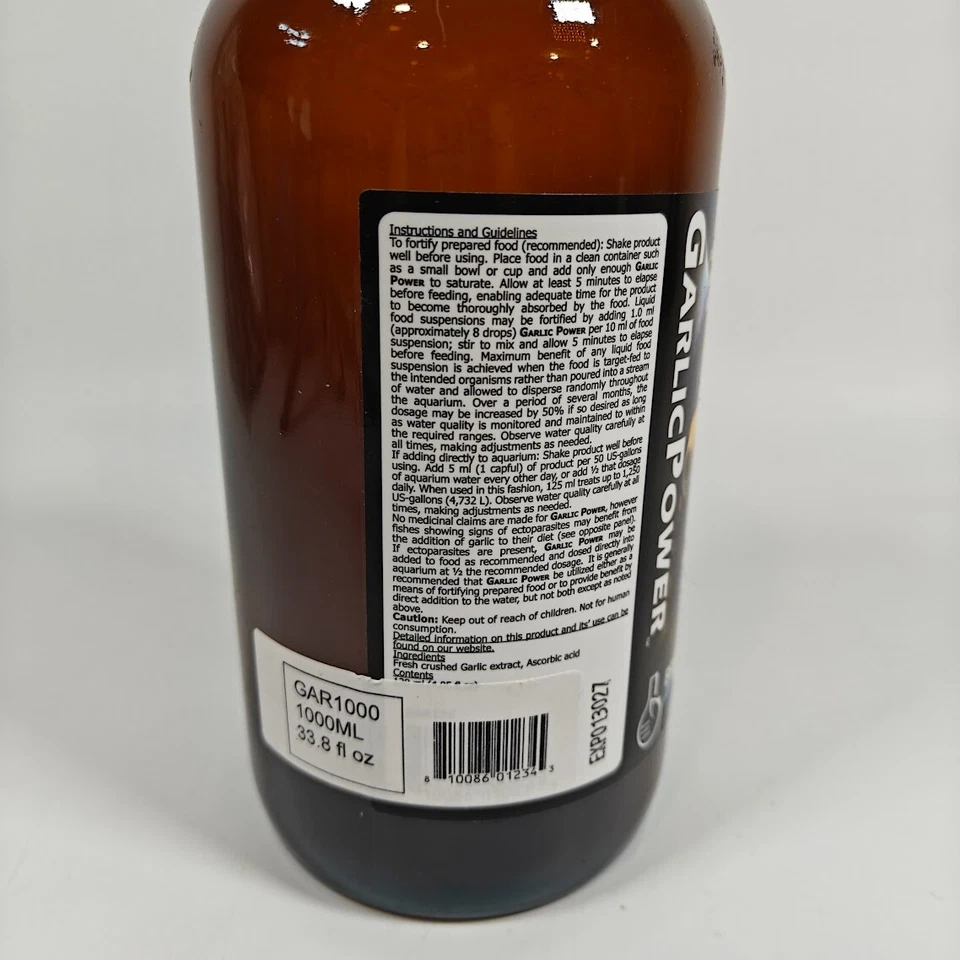 Instructions and Guidelines
To fortify prepared food (recommended): Shake product
well before using. Place food in a clean container such
as a small bowl or cup and add only enough GARLIC
POWER to saturate. Allow at least 5 minutes to elapse
before feeding, enabling adequate time for the product
to become thoroughly absorbed by the food. Liquid
food suspensions may be fortified by adding 1.0 ml
(approximately 8 drops) GARLIC POWER per 10 ml of food
suspension; stir to mix and allow 5 minutes to elapse
before feeding. Maximum benefit of any liquid food
suspension is achieved when the food is target-fed to
the intended organisms rather than poured into a stream
of water and allowed to disperse randomly throughout
the aquarium. Over a period of several months, the
dosage may be increased by 50% if so desired as long
as water quality is monitored and maintained to within
the required ranges. Observe water quality carefully at
all times, making adjustments as needed.
If adding directly to aquarium: Shake product well before
using. Add 5 ml (1 capful) of product per 50 US-gallons
of aquarium water every other day, or add ½ that dosage
daily. When used in this fashion, 125 ml treats up to 1,250
US-gallons (4,732 L). Observe water quality carefully at all
times, making adjustments as needed.
No medicinal claims are made for GARLIC POWER, however
fishes showing signs of ectoparasites may benefit from
the addition of garlic to their diet (see opposite panel).
If ectoparasites are present, GARLIC POWER may be
added to food as recommended and dosed directly into
aquarium at ½ the recommended dosage. It is generally
recommended that GARLIC POWER be utilized either as a
means of fortifying prepared food or to provide benefit by
direct addition to the water, but not both except as noted
above.
Caution: Keep out of reach of children. Not for human
consumption.
Detailed information on this product and its' use can be
found on our website.
Ingredients
Fresh crushed Garlic extract, Ascorbic acid
Contents
GAR1000
1000ML
33.8 fl oz
8 10086 01234 3
EXP013027
GARLICPOWER